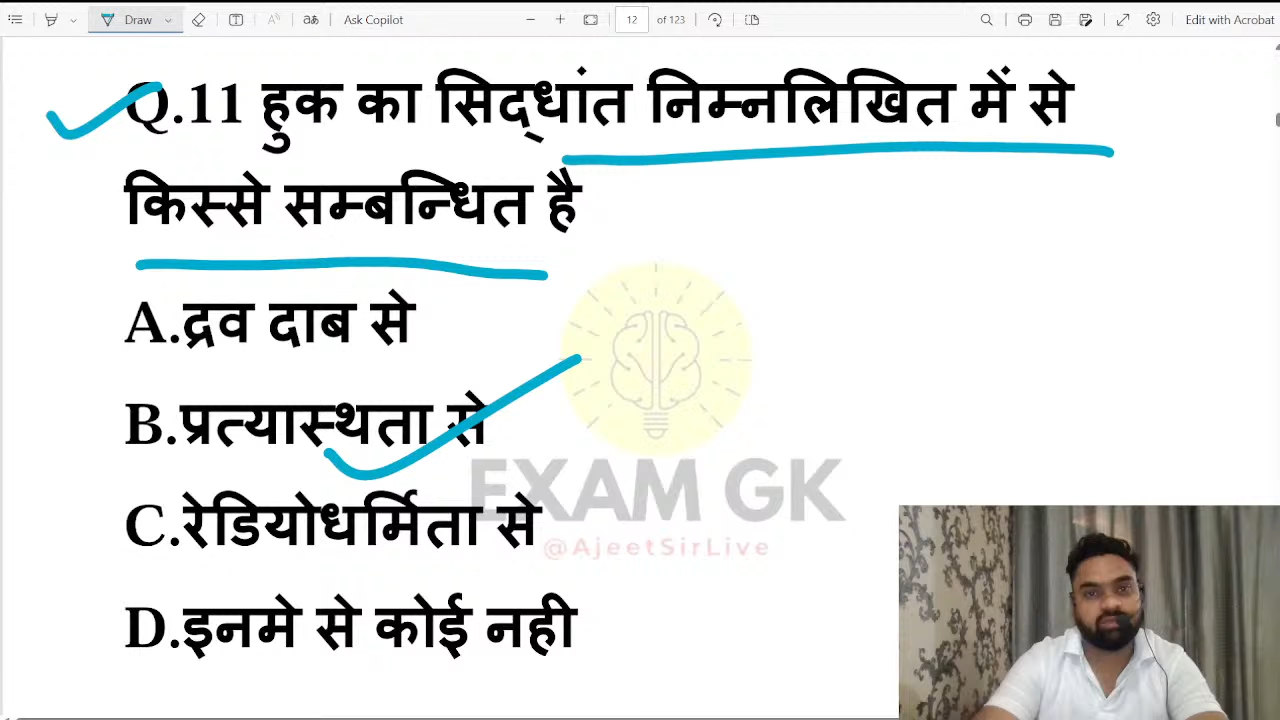 Draw
Ask Copilot
12 of 123
Edit with Acrobat
Q.11 हुक का सिद्धांत निम्नलिखित में से
किस्से सम्बन्धित है
A.द्रव दाब से
B.प्रत्यास्थता से
C.रेडियोधर्मिता से
D.इनमे से कोई नही
EXAM GK
@AjeetSirLive